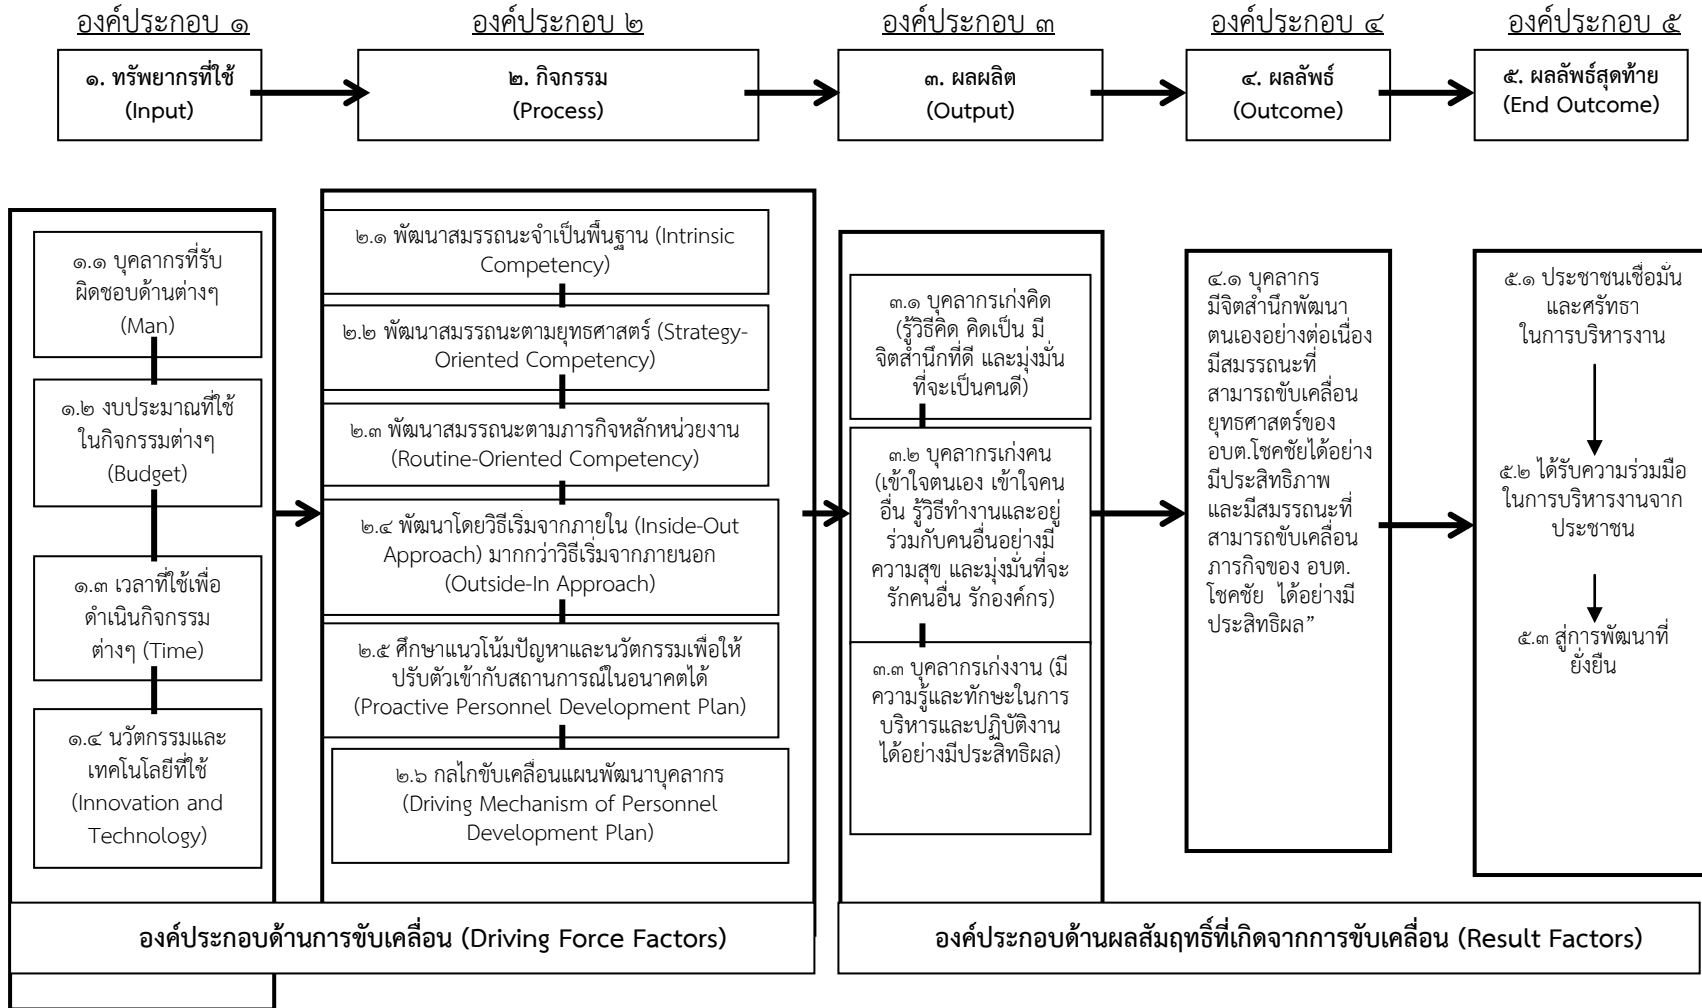 องค์ประกอบ ๑
องค์ประกอบ ๒
องค์ประกอบ ๓
องค์ประกอบ ๔
องค์ประกอบ ๕
๑. ทรัพยากรที่ใช้
(Input)
๒. กิจกรรม
(Process)
๓. ผลผลิต
(Output)
๔. ผลลัพธ์
(Outcome)
๕. ผลลัพธ์สุดท้าย
(End Outcome)
๑.๑ บุคลากรที่รับ
ผิดชอบด้านต่างๆ
(Man)
๑.๒ งบประมาณที่ใช้
ในกิจกรรมต่างๆ
(Budget)
๑.๓ เวลาที่ใช้เพื่อ
ดำเนินกิจกรรม
ต่างๆ (Time)
๑.๔ นวัตกรรมและ
เทคโนโลยีที่ใช้
(Innovation and
Technology)
๒.๑ พัฒนาสมรรถนะจำเป็นพื้นฐาน (Intrinsic
Competency)
๒.๒ พัฒนาสมรรถนะตามยุทธศาสตร์ (Strategy-
Oriented Competency)
๒.๓ พัฒนาสมรรถนะตามภารกิจหลักหน่วยงาน
(Routine-Oriented Competency)
๒.๔ พัฒนาโดยวิธีเริ่มจากภายใน (Inside-Out
Approach) มากกว่าวิธีเริ่มจากภายนอก
(Outside-In Approach)
๒.๕ ศึกษาแนวโน้มปัญหาและนวัตกรรมเพื่อให้
ปรับตัวเข้ากับสถานการณ์ในอนาคตได้
(Proactive Personnel Development Plan)
๒.๖ กลไกขับเคลื่อนแผนพัฒนาบุคลากร
(Driving Mechanism of Personnel
Development Plan)
๓.๑ บุคลากรเก่งคิด
(รู้วิธีคิด คิดเป็น มี
จิตสำนึกที่ดี และมุ่งมั่น
ที่จะเป็นคนดี)
๓.๒ บุคลากรเก่งคน
(เข้าใจตนเอง เข้าใจคน
อื่น รู้วิธีทำงานและอยู่
ร่วมกับคนอื่นอย่างมี
ความสุข และมุ่งมั่นที่จะ
รักคนอื่น รักองค์กร)
๓.๓ บุคลากรเก่งงาน (มี
ความรู้และทักษะในการ
บริหารและปฏิบัติงาน
ได้อย่างมีประสิทธิผล)
๔.๑ บุคลากร
มีจิตสำนึกพัฒนา
ตนเองอย่างต่อเนื่อง
มีสมรรถนะที่
สามารถขับเคลื่อน
ยุทธศาสตร์ของ
อบต.โชคชัยได้อย่าง
มีประสิทธิภาพ
และมีสมรรถนะที่
สามารถขับเคลื่อน
ภารกิจของ อบต.
โชคชัย ได้อย่างมี
ประสิทธิผล”
๕.๑ ประชาชนเชื่อมั่น
และศรัทธา
ในการบริหารงาน
๕.๒ ได้รับความร่วมมือ
ในการบริหารงานจาก
ประชาชน
๕.๓ สู่การพัฒนาที่
ยั่งยืน
องค์ประกอบด้านการขับเคลื่อน (Driving Force Factors)
องค์ประกอบด้านผลสัมฤทธิ์ที่เกิดจากการขับเคลื่อน (Result Factors)